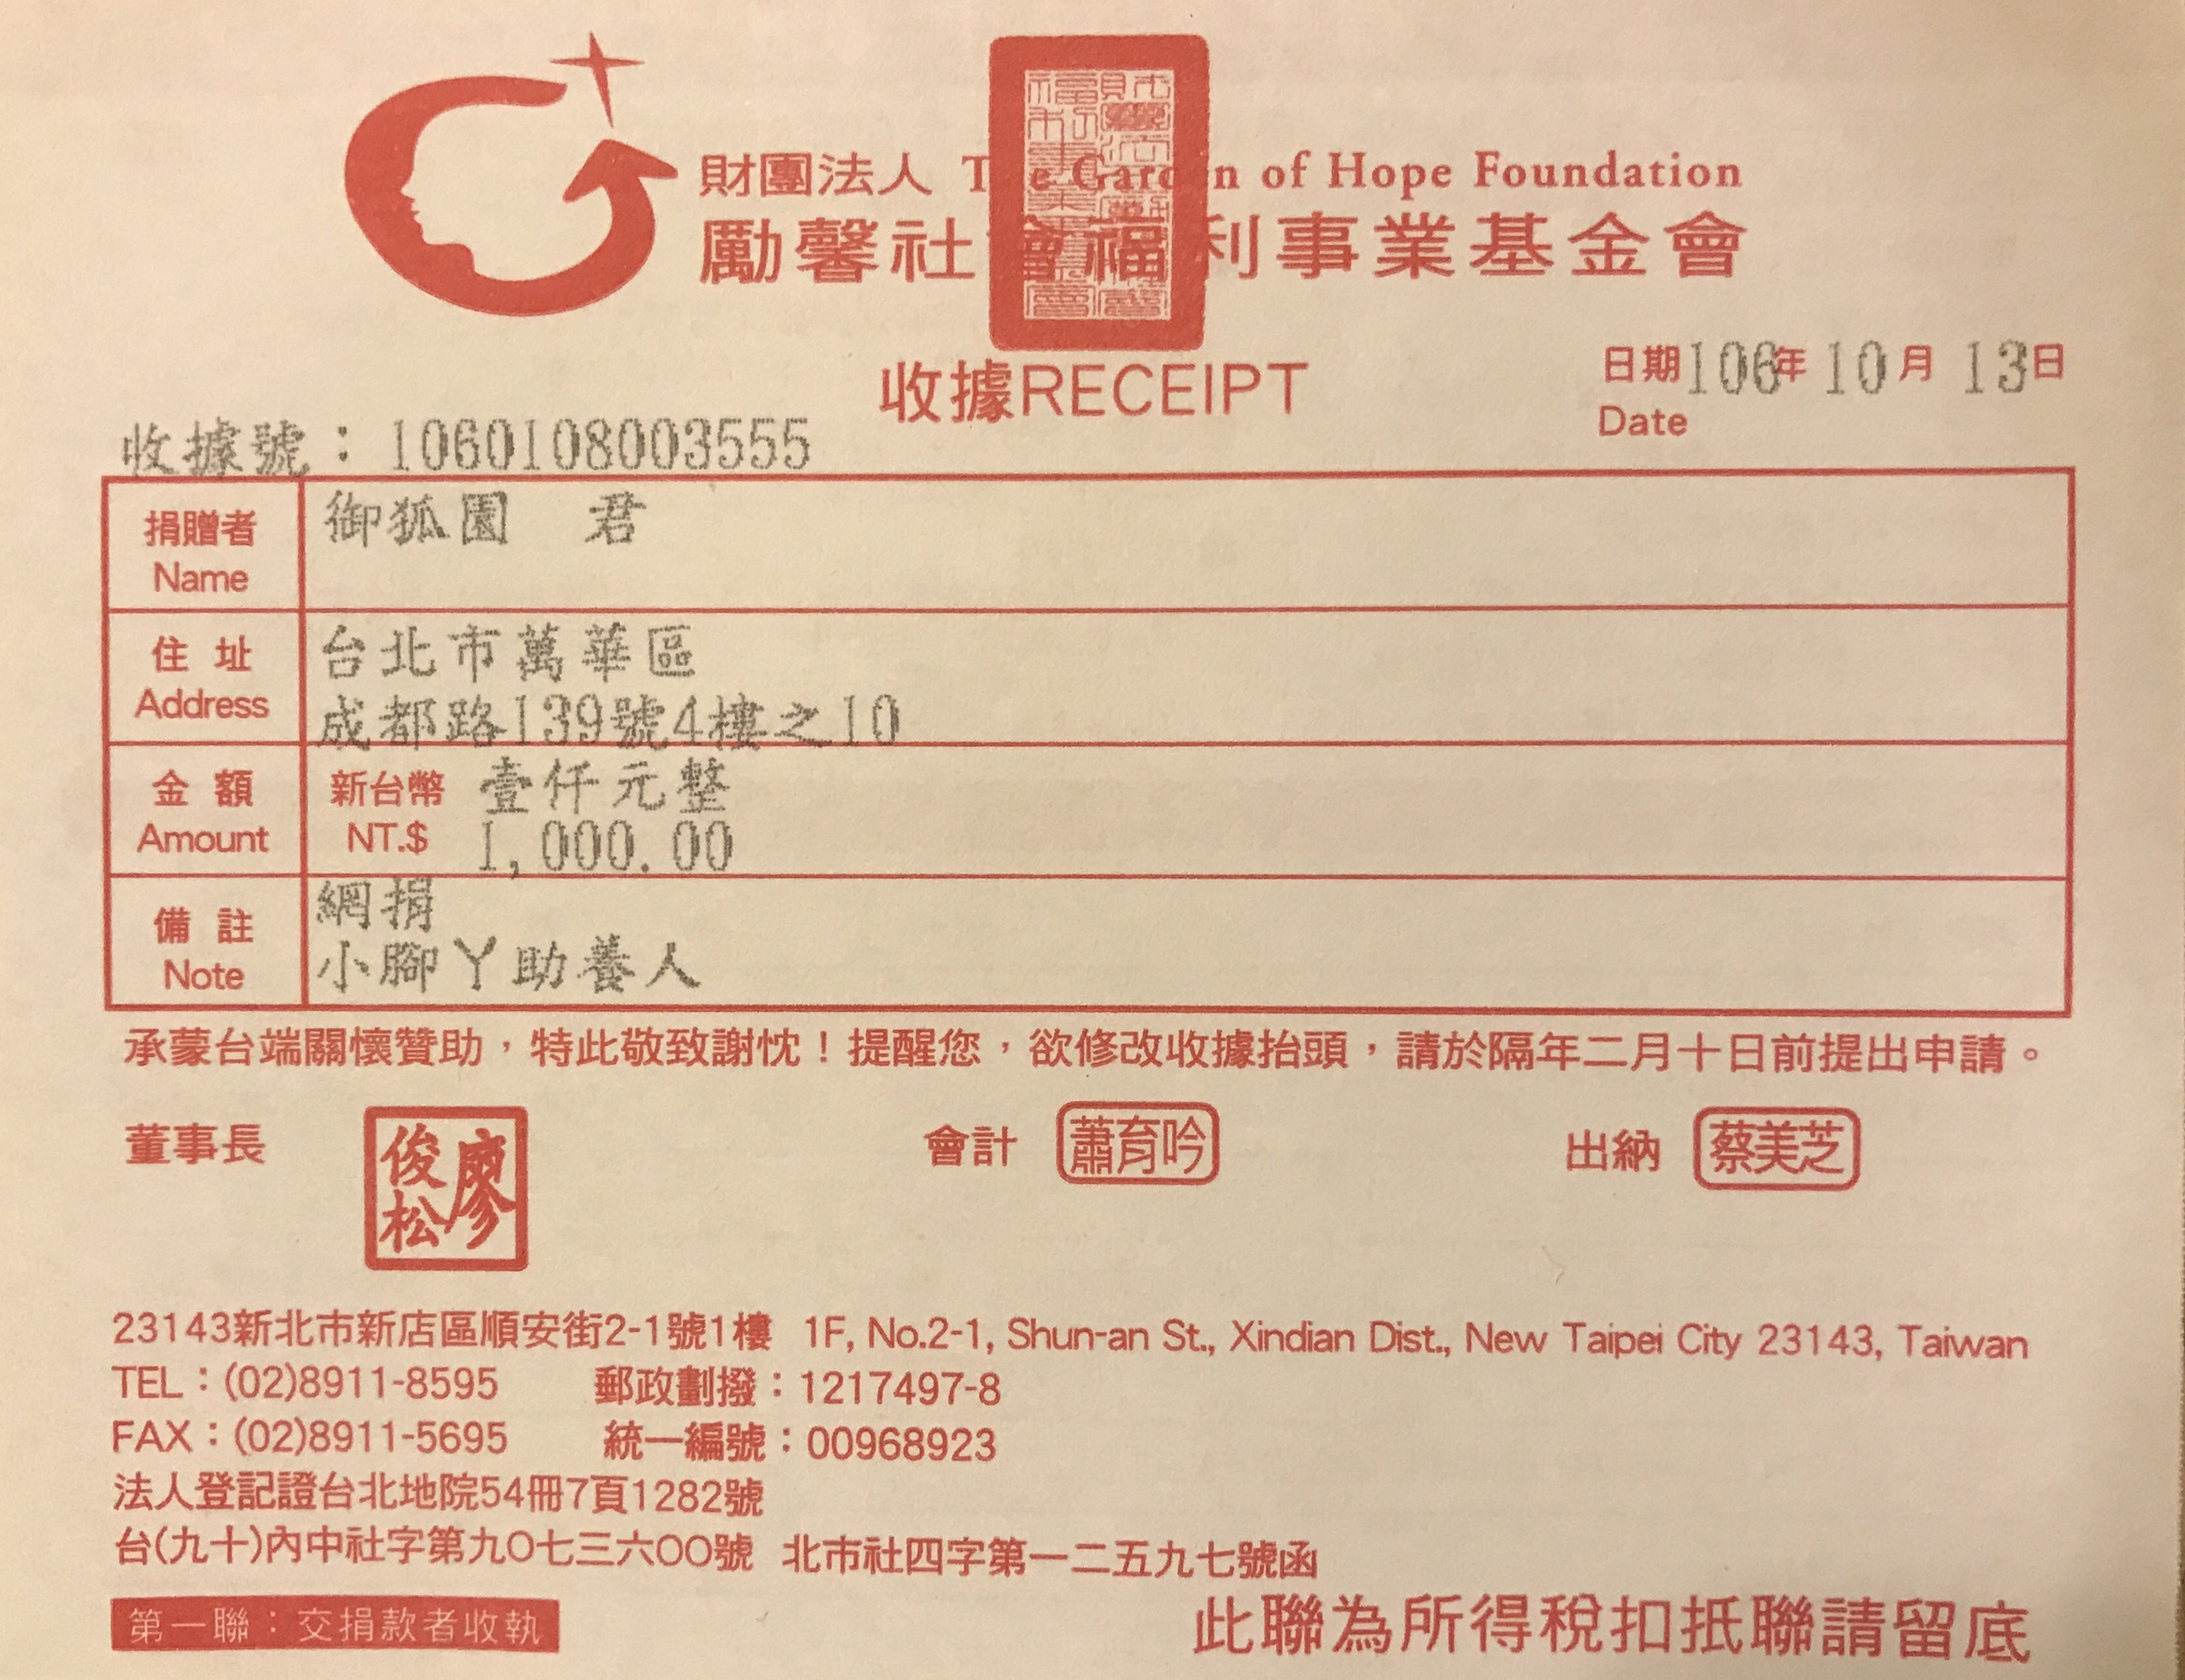 財團法人 The Garden of Hope Foundation
勵馨社會福利事業基金會
收據RECEIPT
日期106年10月13日
Date
收據號：1060108003555
捐贈者
Name
御狐園 君
住址
Address
台北市萬華區
成都路139號4樓之10
金額
Amount
新台幣 壹仟元整
NT.$ 1,000.00
備註
Note
網捐
小腳丫助養人
承蒙台端關懷贊助，特此敬致謝忱！提醒您，欲修改收據抬頭，請於隔年二月十日前提出申請。
董事長 廖俊松 會計 蕭育吟 出納 蔡美芝
23143新北市新店區順安街2-1號1樓 1F, No.2-1, Shun-an St., Xindian Dist., New Taipei City 23143, Taiwan
TEL：(02)8911-8595 郵政劃撥：1217497-8
FAX：(02)8911-5695 統一編號：00968923
法人登記證台北地院54冊7頁1282號
台(九十)內中社字第九０七三六００號 北市社四字第一二五九七號函
第一聯：交捐款者收執
此聯為所得稅扣抵聯請留底